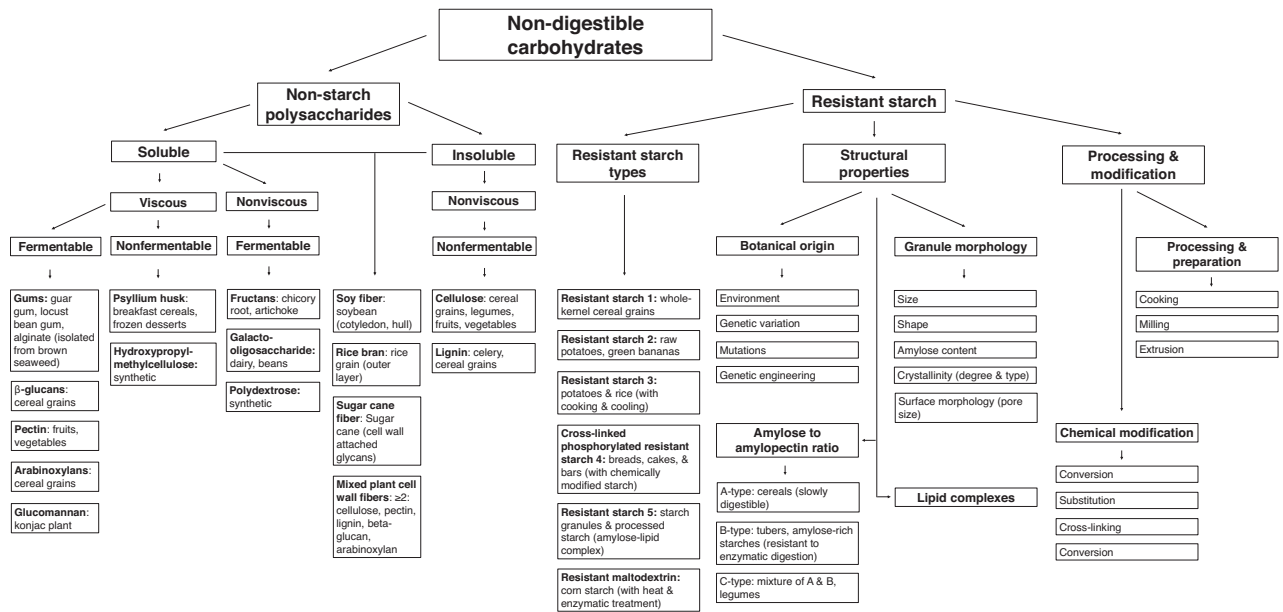 Non-digestible
carbohydrates
Non-starch
polysaccharides
Resistant starch
Soluble
Insoluble
Resistant starch
types
Structural
properties
Processing &
modification
Viscous
Nonviscous
Nonviscous
Fermentable
Nonfermentable
Fermentable
Nonfermentable
Botanical origin
Granule morphology
Processing &
preparation
Gums: guar
gum, locust
bean gum,
alginate (isolated
from brown
seaweed)
β-glucans:
cereal grains
Pectin: fruits,
vegetables
Arabinoxylans:
cereal grains
Glucomannan:
konjac plant
Psyllium husk:
breakfast cereals,
frozen desserts
Hydroxypropyl-
methylcellulose:
synthetic
Fructans: chicory
root, artichoke
Galacto-
oligosaccharide:
dairy, beans
Polydextrose:
synthetic
Soy fiber:
soybean
(cotyledon, hull)
Rice bran: rice
grain (outer
layer)
Sugar cane
fiber: Sugar
cane (cell wall
attached
glycans)
Mixed plant cell
wall fibers: ≥2:
cellulose, pectin,
lignin, beta-
glucan,
arabinoxylan
Cellulose: cereal
grains, legumes,
fruits, vegetables
Lignin: celery,
cereal grains
Resistant starch 1: whole-
kernel cereal grains
Resistant starch 2: raw
potatoes, green bananas
Resistant starch 3:
potatoes & rice (with
cooking & cooling)
Cross-linked
phosphorylated resistant
starch 4: breads, cakes, &
bars (with chemically
modified starch)
Resistant starch 5: starch
granules & processed
starch (amylose-lipid
complex)
Resistant maltodextrin:
corn starch (with heat &
enzymatic treatment)
Environment
Genetic variation
Mutations
Genetic engineering
Amylose to
amylopectin ratio
A-type: cereals (slowly
digestible)
B-type: tubers, amylose-rich
starches (resistant to
enzymatic digestion)
C-type: mixture of A & B,
legumes
Size
Shape
Amylose content
Crystallinity (degree & type)
Surface morphology (pore
size)
Lipid complexes
Cooking
Milling
Extrusion
Chemical modification
Conversion
Substitution
Cross-linking
Conversion